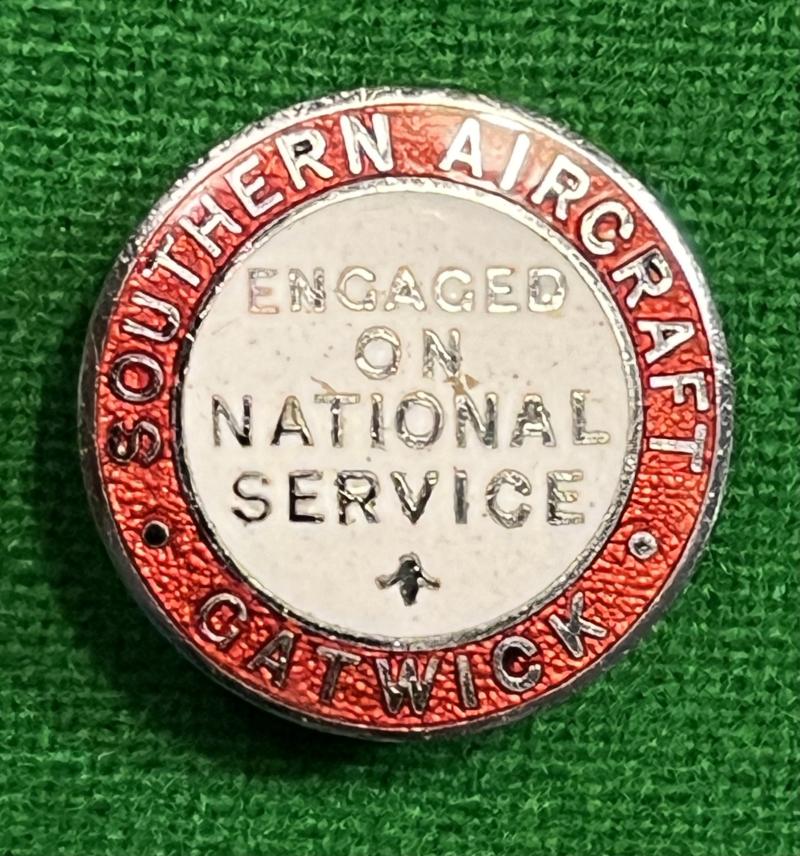 SOUTHERN AIRCRAFT
ENGAGED
ON
NATIONAL
SERVICE
GATWICK